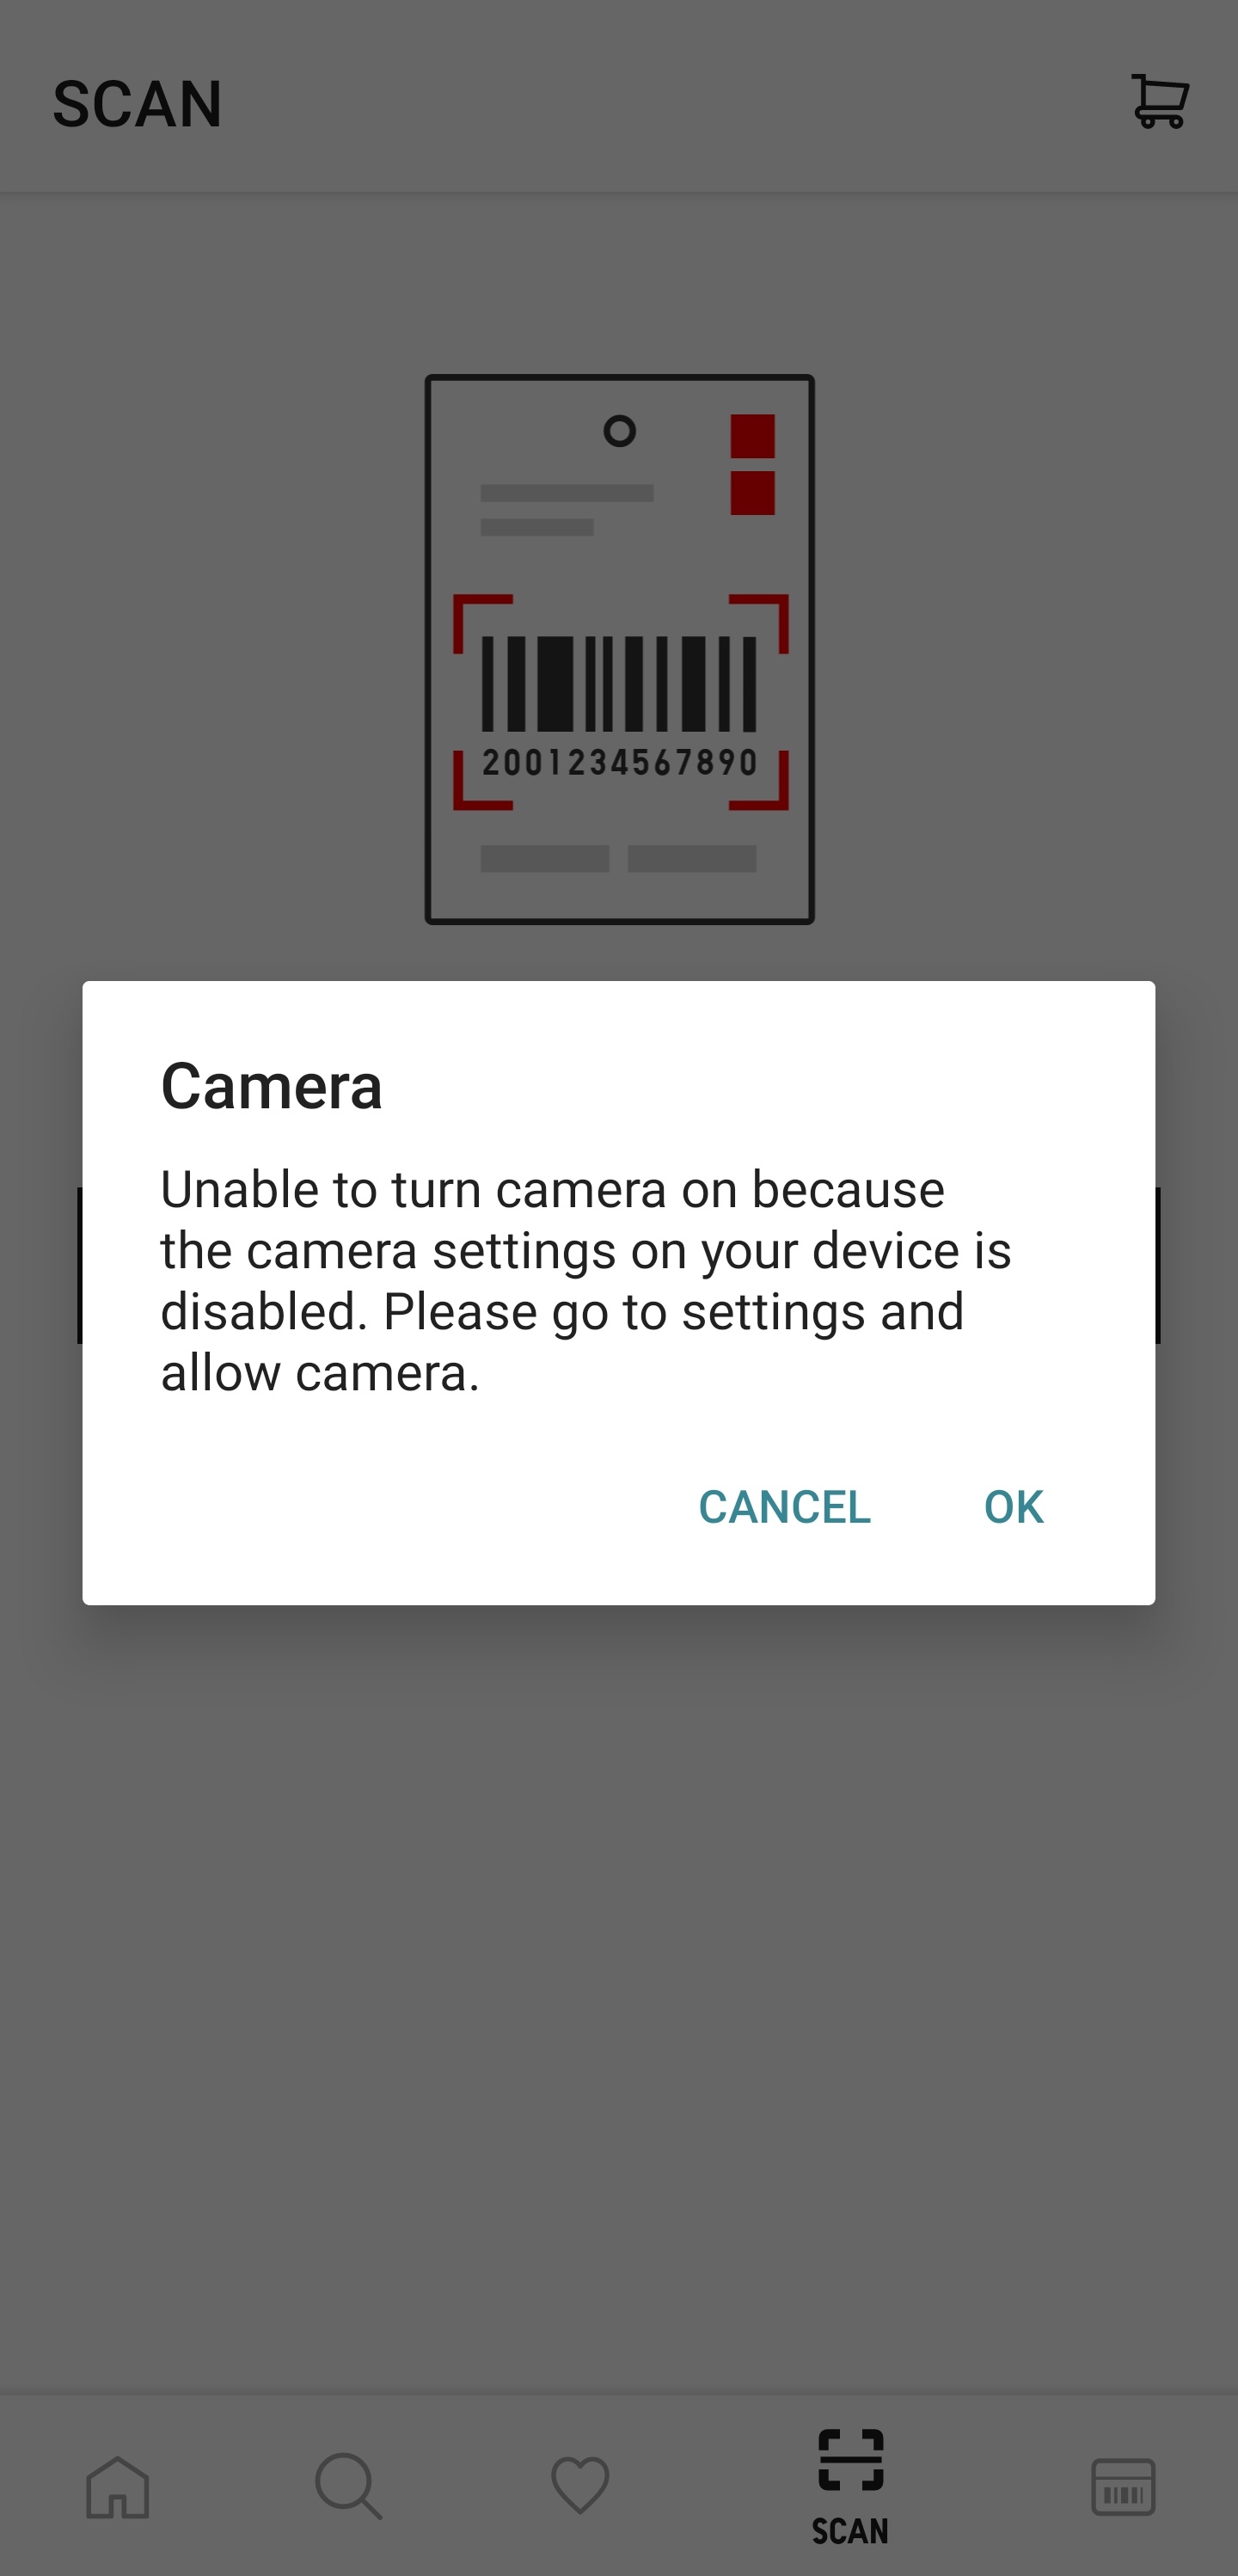 SCAN
2001234567890
Camera
Unable to turn camera on because
the camera settings on your device is
disabled. Please go to settings and
allow camera.
CANCEL OK
SCAN